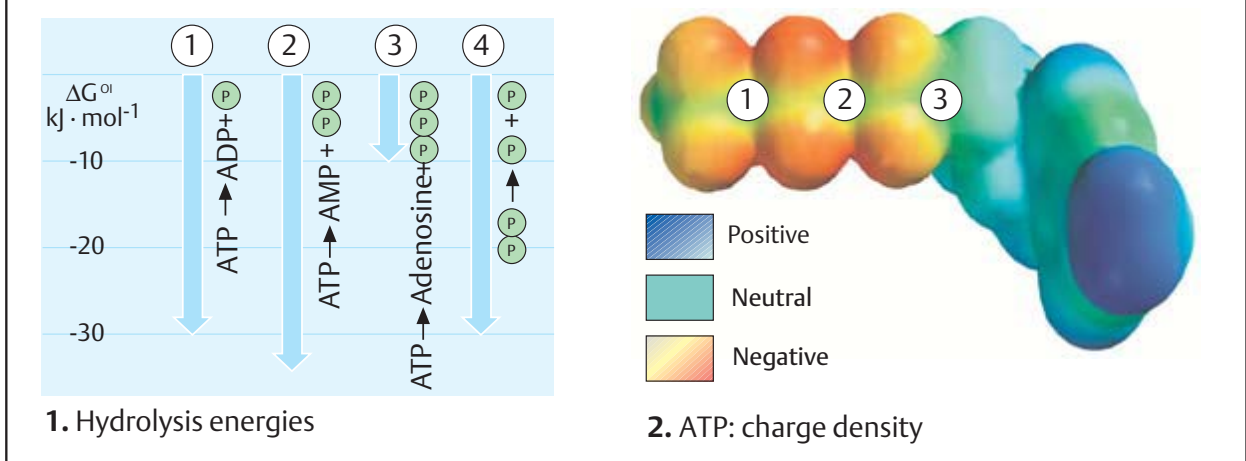 1 2 3 4
ΔG⁰ᴵ
kJ · mol⁻¹
-10
-20
-30
ATP → ADP+ P
ATP → AMP + P P
ATP → Adenosine+ P P P
P P → P + P
1. Hydrolysis energies
1 2 3
Positive
Neutral
Negative
2. ATP: charge density